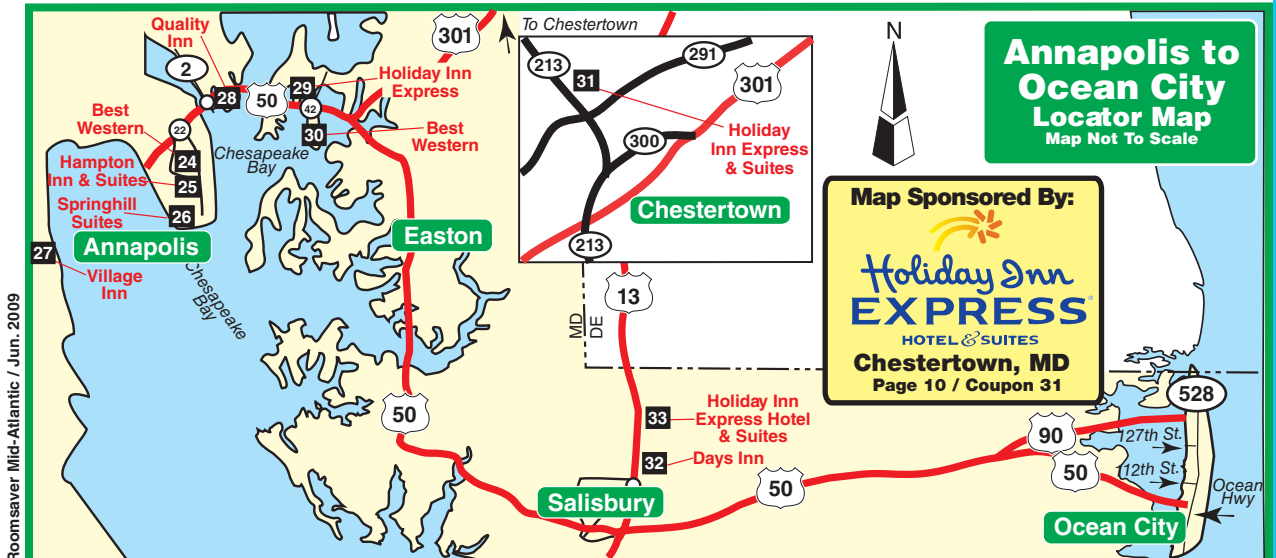 Annapolis to
Ocean City
Locator Map
Map Not To Scale
N
To Chestertown
301
213
31
291
301
300
Holiday
Inn Express
& Suites
Chestertown
213
Quality
Inn
2
28
50
29
42
Holiday Inn
Express
30
Best
Western
22
Best
Western
24
Hampton
Inn & Suites
25
Springhill
Suites
26
Annapolis
27
Village
Inn
Chesapeake
Bay
Chesapeake
Bay
Easton
50
13
MD
DE
33
Holiday Inn
Express Hotel
& Suites
32
Days Inn
Salisbury
50
Map Sponsored By:
Holiday Inn
EXPRESS®
HOTEL & SUITES
Chestertown, MD
Page 10 / Coupon 31
528
90
127th St.
50
112th St.
Ocean
Hwy
Ocean City
Roomsaver Mid-Atlantic / Jun. 2009